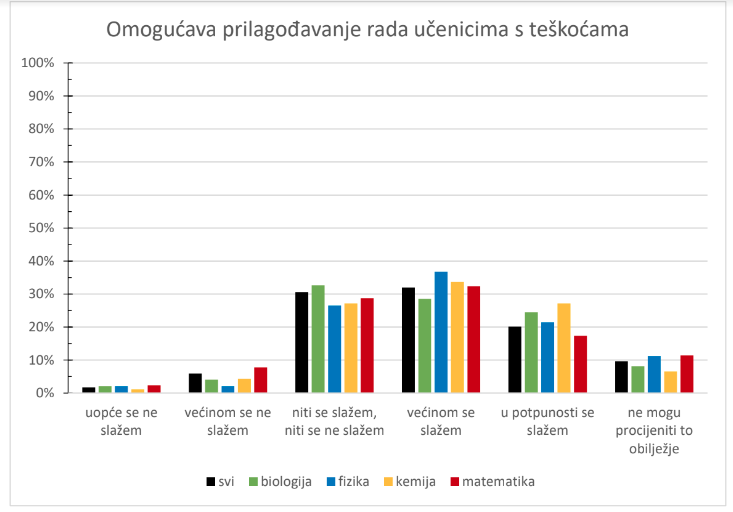 Omogućava prilagođavanje rada učenicima s teškoćama
100%
90%
80%
70%
60%
50%
40%
30%
20%
10%
0%
uopće se ne
slažem
većinom se ne
slažem
niti se slažem,
niti se ne slažem
većinom se
slažem
u potpunosti se
slažem
ne mogu
procijeniti to
obilježje
svi biologija fizika kemija matematika